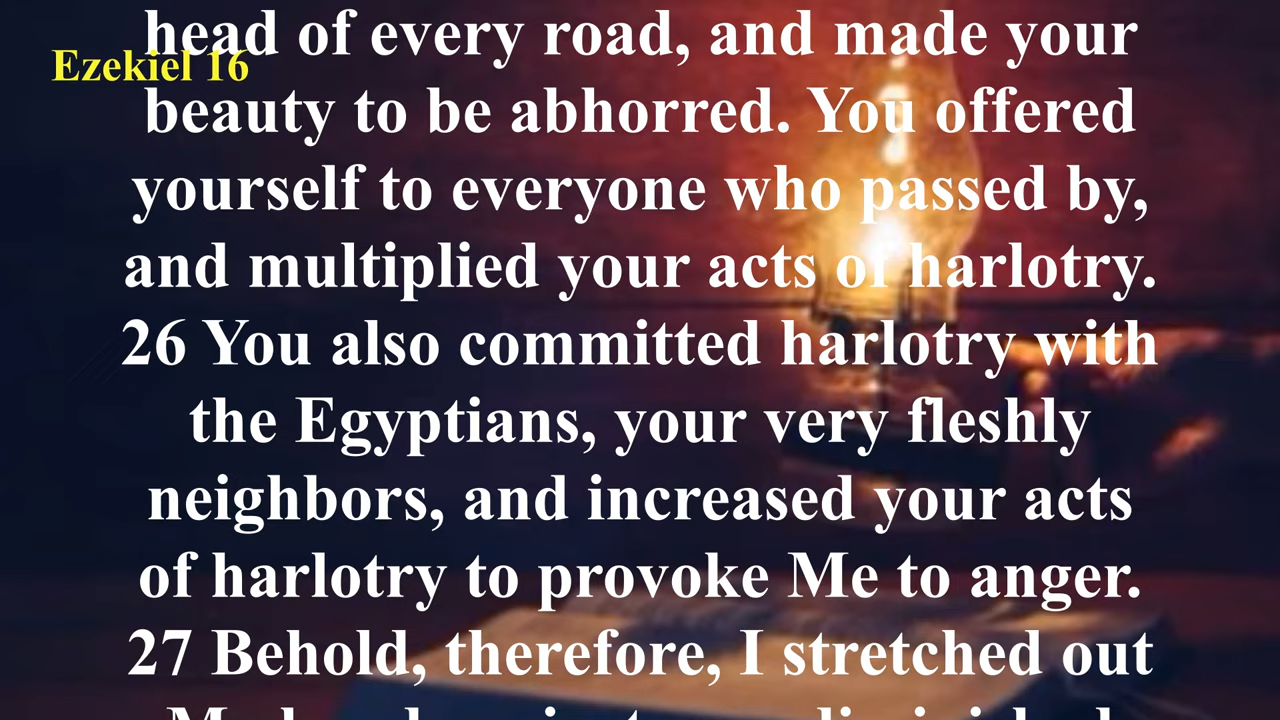 head of every road, and made your
Ezekiel 16
beauty to be abhorred. You offered
yourself to everyone who passed by,
and multiplied your acts of harlotry.
26 You also committed harlotry with
the Egyptians, your very fleshly
neighbors, and increased your acts
of harlotry to provoke Me to anger.
27 Behold, therefore, I stretched out